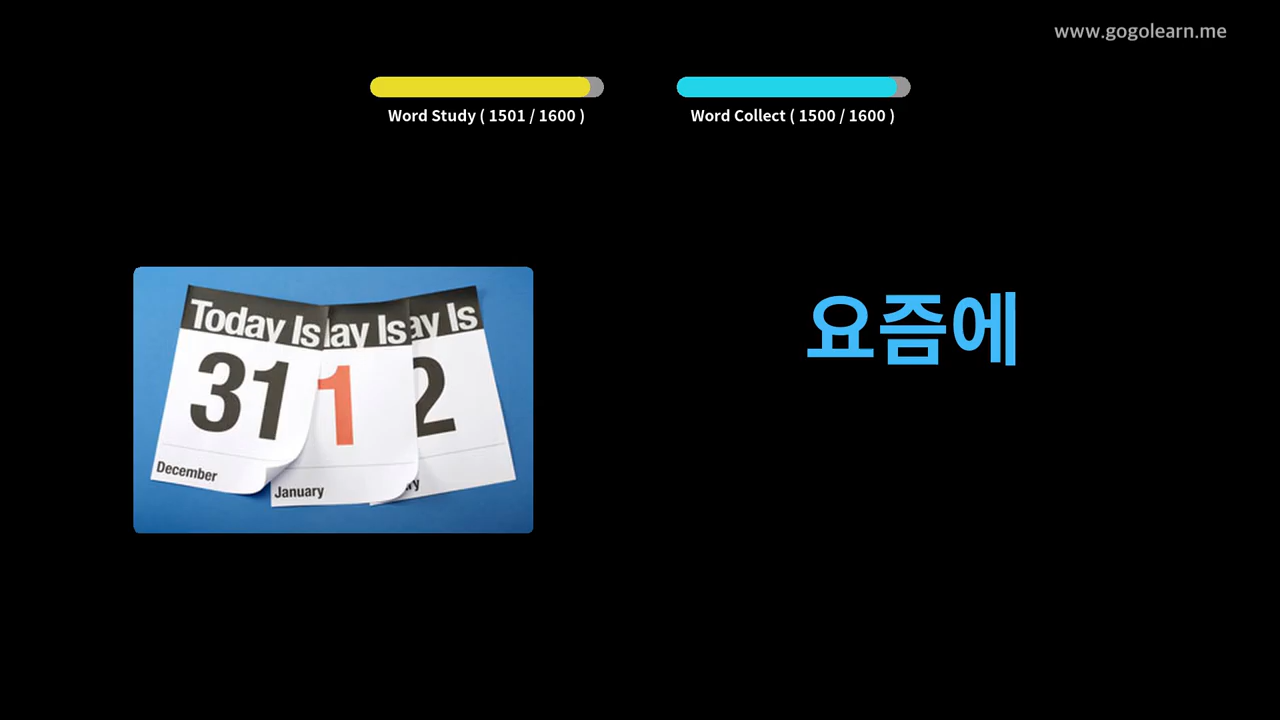 www.gogolearn.me
Word Study ( 1501 / 1600 )
Word Collect ( 1500 / 1600 )
요즘에
Today Is
31
December
ay Is
1
January
ay Is
2
ry